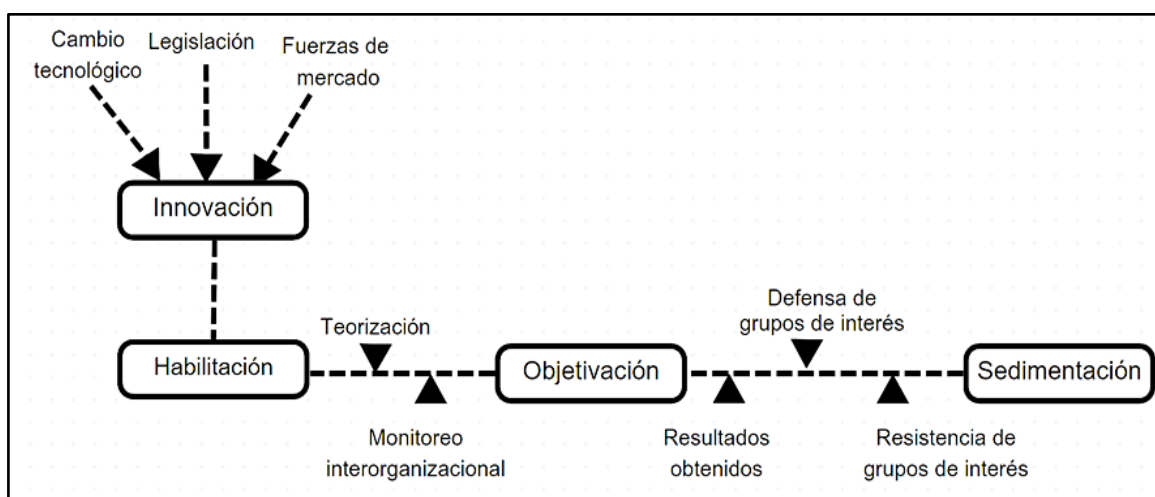 Cambio
tecnológico
Legislación
Fuerzas de
mercado
Innovación
Habilitación
Teorización
Monitoreo
interorganizacional
Objetivación
Defensa de
grupos de interés
Resultados
obtenidos
Resistencia de
grupos de interés
Sedimentación